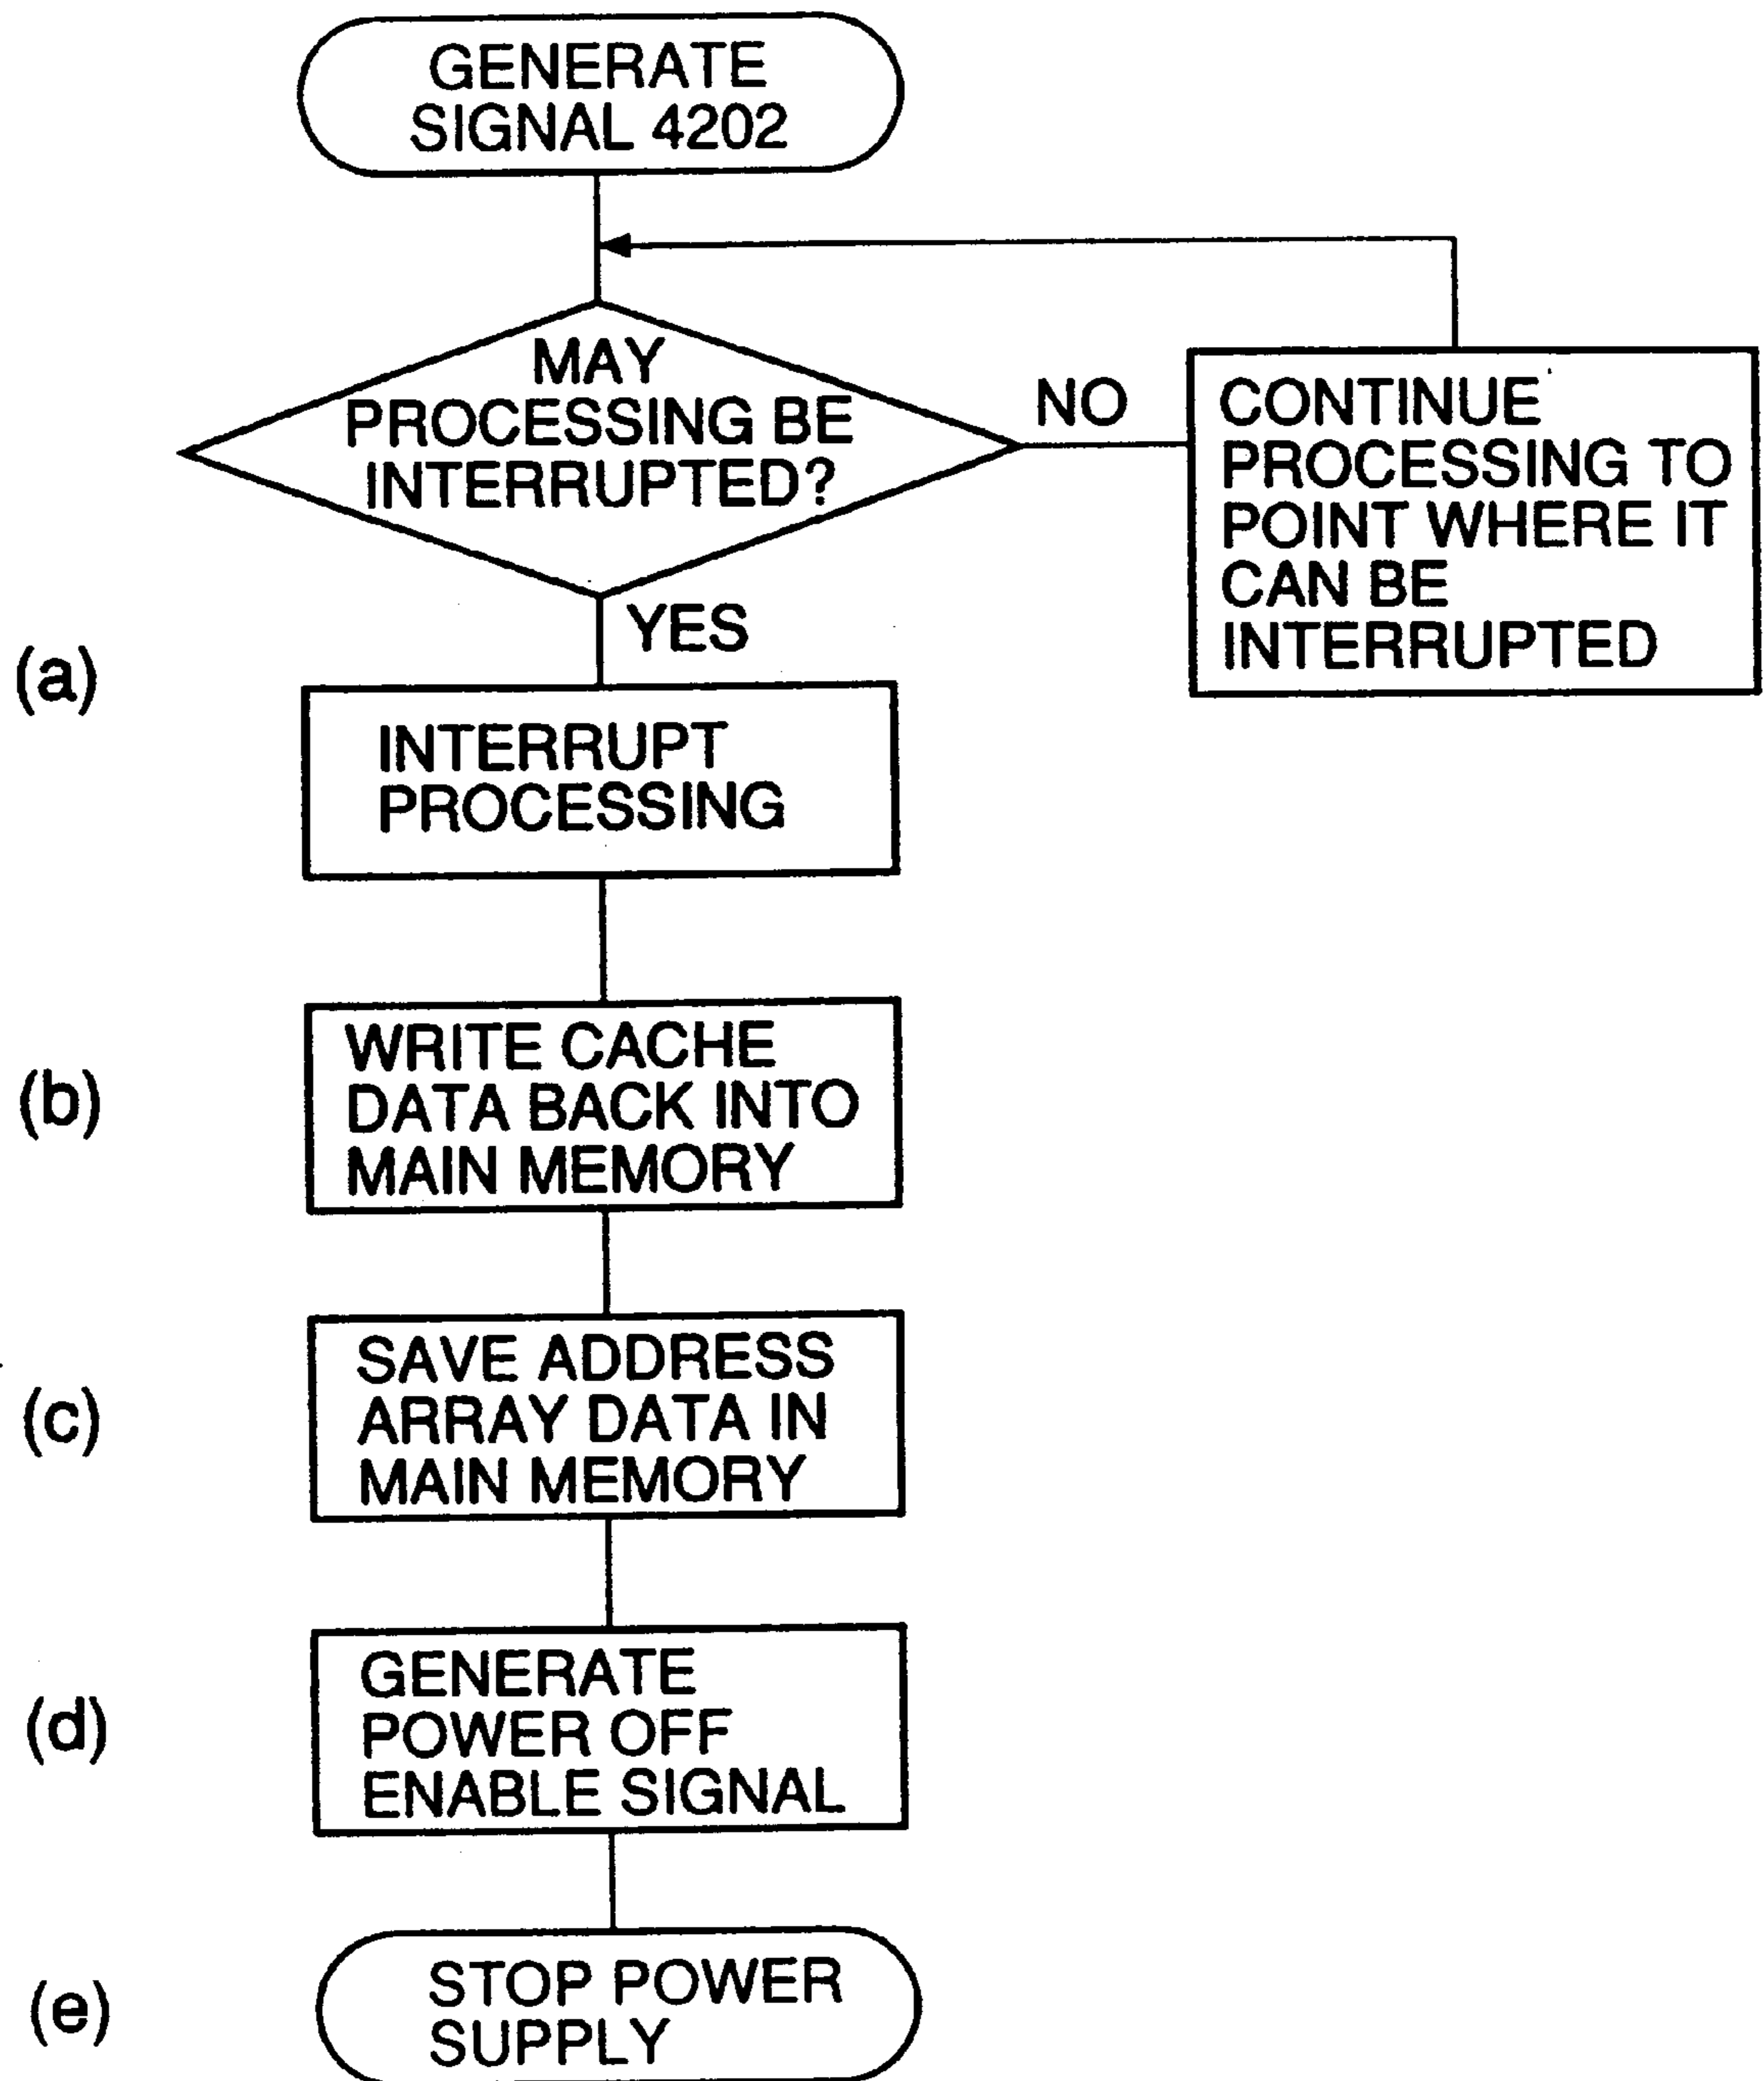 GENERATE
SIGNAL 4202
MAY
PROCESSING BE
INTERRUPTED?
NO
CONTINUE
PROCESSING TO
POINT WHERE IT
CAN BE
INTERRUPTED
YES
(a)
INTERRUPT
PROCESSING
(b)
WRITE CACHE
DATA BACK INTO
MAIN MEMORY
(c)
SAVE ADDRESS
ARRAY DATA IN
MAIN MEMORY
(d)
GENERATE
POWER OFF
ENABLE SIGNAL
(e)
STOP POWER
SUPPLY